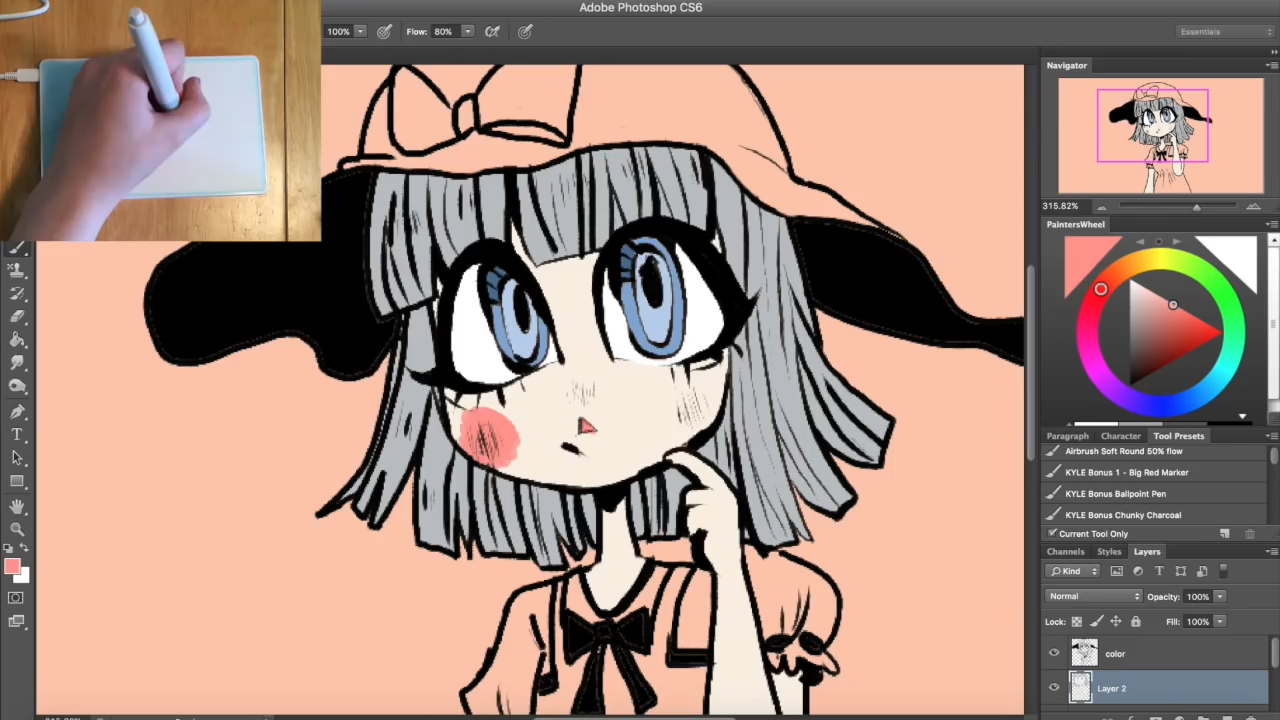 Adobe Photoshop CS6
100%
Flow: 80%
Essentials
Navigator
315.82%
PaintersWheel
Paragraph Character Tool Presets
Airbrush Soft Round 50% flow
KYLE Bonus 1 - Big Red Marker
KYLE Bonus Ballpoint Pen
KYLE Bonus Chunky Charcoal
Current Tool Only
Channels Styles Layers
Kind
Normal Opacity: 100%
Lock: Fill: 100%
color
Layer 2